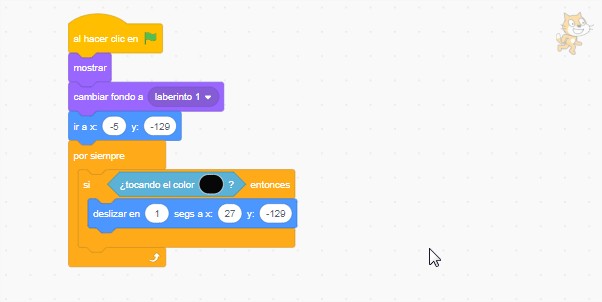 al hacer clic en
mostrar
cambiar fondo a laberinto 1
ir a x: -5 y: -129
por siempre
si ¿tocando el color ? entonces
deslizar en 1 segs a x: 27 y: -129